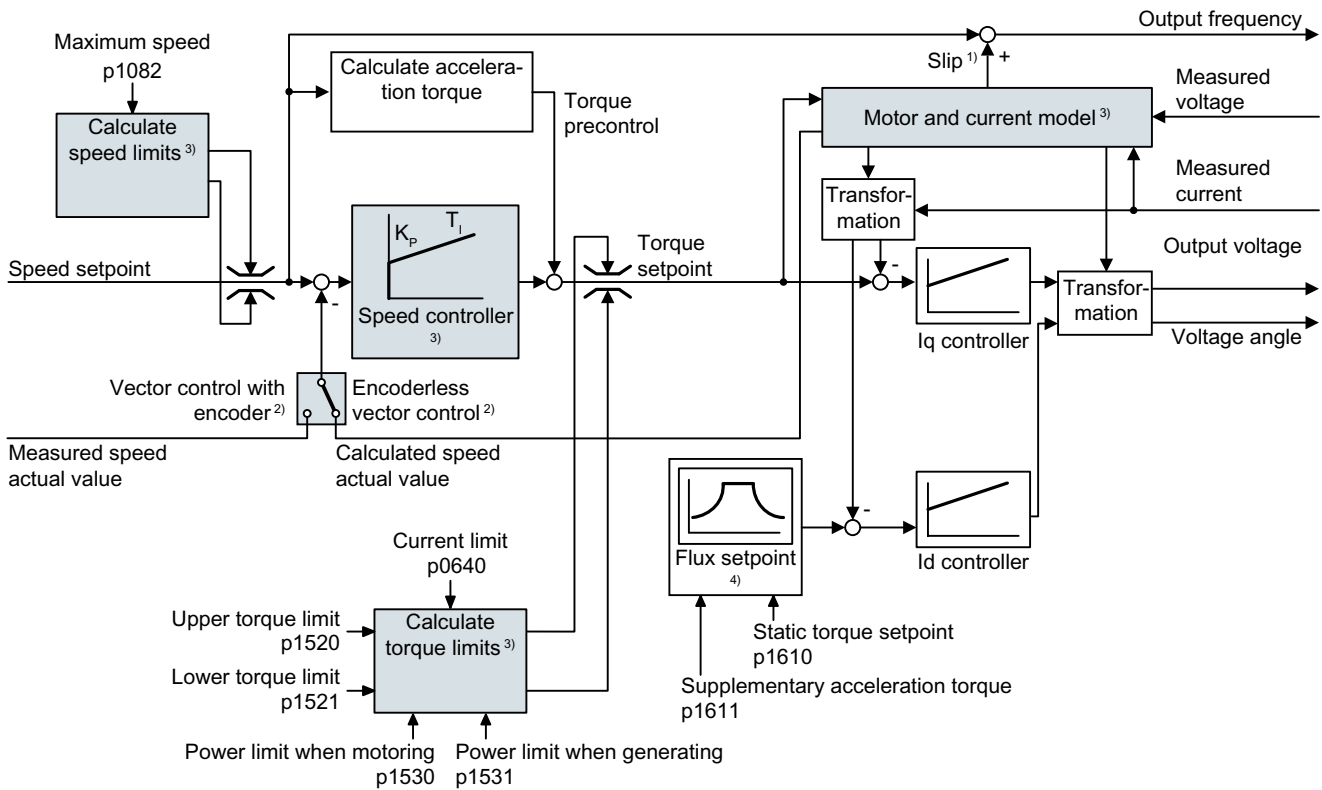 Output frequency
Maximum speed
p1082
Calculate accelera-
tion torque
Slip 1) +
Measured
voltage
Calculate
speed limits 3)
Torque
precontrol
Motor and current model 3)
Transfor-
mation
Measured
current
Speed setpoint
KP TI
Speed controller
3)
-
Torque
setpoint
-
Iq controller
Output voltage
Transfor-
mation
Voltage angle
Vector control with
encoder 2)
Encoderless
vector control 2)
Measured speed
actual value
Calculated speed
actual value
Flux setpoint
4)
-
Id controller
Current limit
p0640
Upper torque limit
p1520
Calculate
torque limits 3)
Lower torque limit
p1521
Static torque setpoint
p1610
Supplementary acceleration torque
p1611
Power limit when motoring
p1530
Power limit when generating
p1531